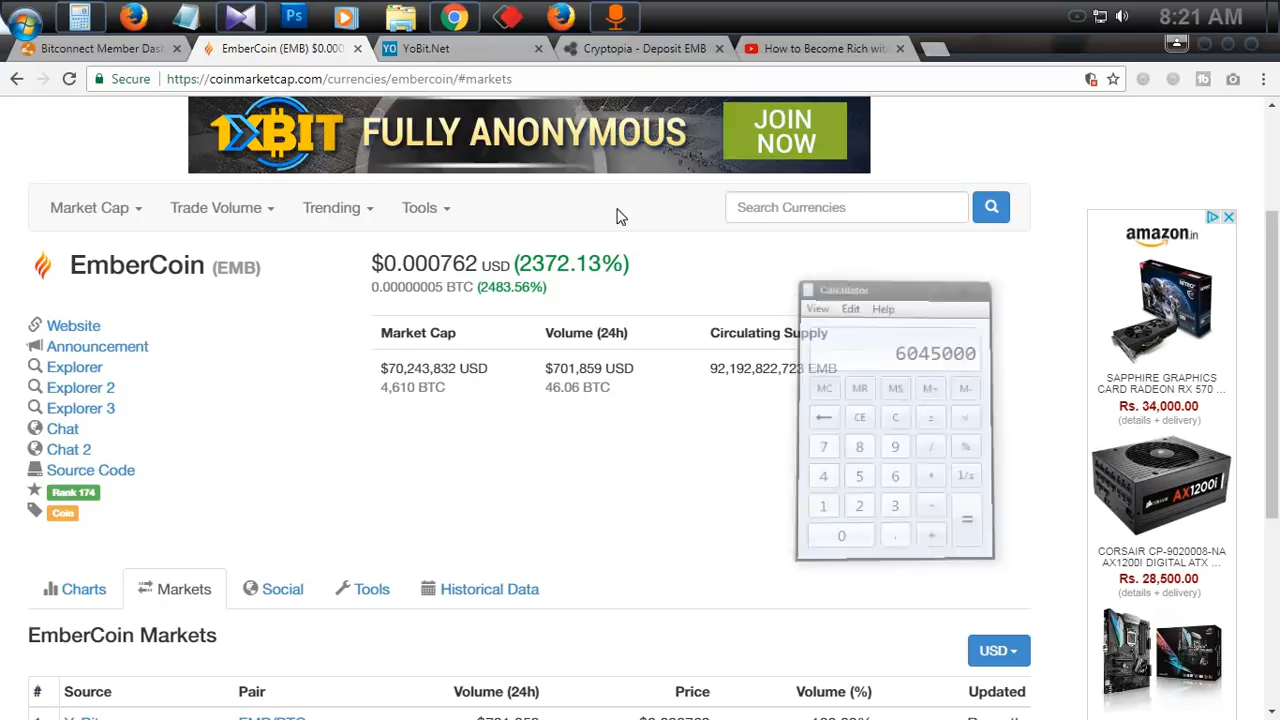 8:21 AM
Bitconnect Member Das
EmberCoin (EMB) $0.000
YoBit.Net
Cryptopia - Deposit EMB
How to Become Rich wit
Secure https://coinmarketcap.com/currencies/embercoin/#markets
1XBIT FULLY ANONYMOUS JOIN NOW
Market Cap Trade Volume Trending Tools Search Currencies
EmberCoin (EMB)
$0.000762 USD (2372.13%)
0.00000005 BTC (2483.56%)
Market Cap Volume (24h) Circulating Supply
$70,243,832 USD $701,859 USD 92,192,822,723 EMB
4,610 BTC 46.06 BTC
Website
Announcement
Explorer
Explorer 2
Explorer 3
Chat
Chat 2
Source Code
Rank 174
Coin
Calculator
View Edit Help
6045000
MC MR MS M+ M-
← CE C ± √
7 8 9 / %
4 5 6 * 1/x
1 2 3 - =
0 . +
amazon.in
SAPPHIRE GRAPHICS
CARD RADEON RX 570 ...
Rs. 34,000.00
(details + delivery)
AX1200i
CORSAIR CP-9020008-NA
AX1200I DIGITAL ATX ...
Rs. 28,500.00
(details + delivery)
Charts Markets Social Tools Historical Data
EmberCoin Markets
USD
# Source Pair Volume (24h) Price Volume (%) Updated